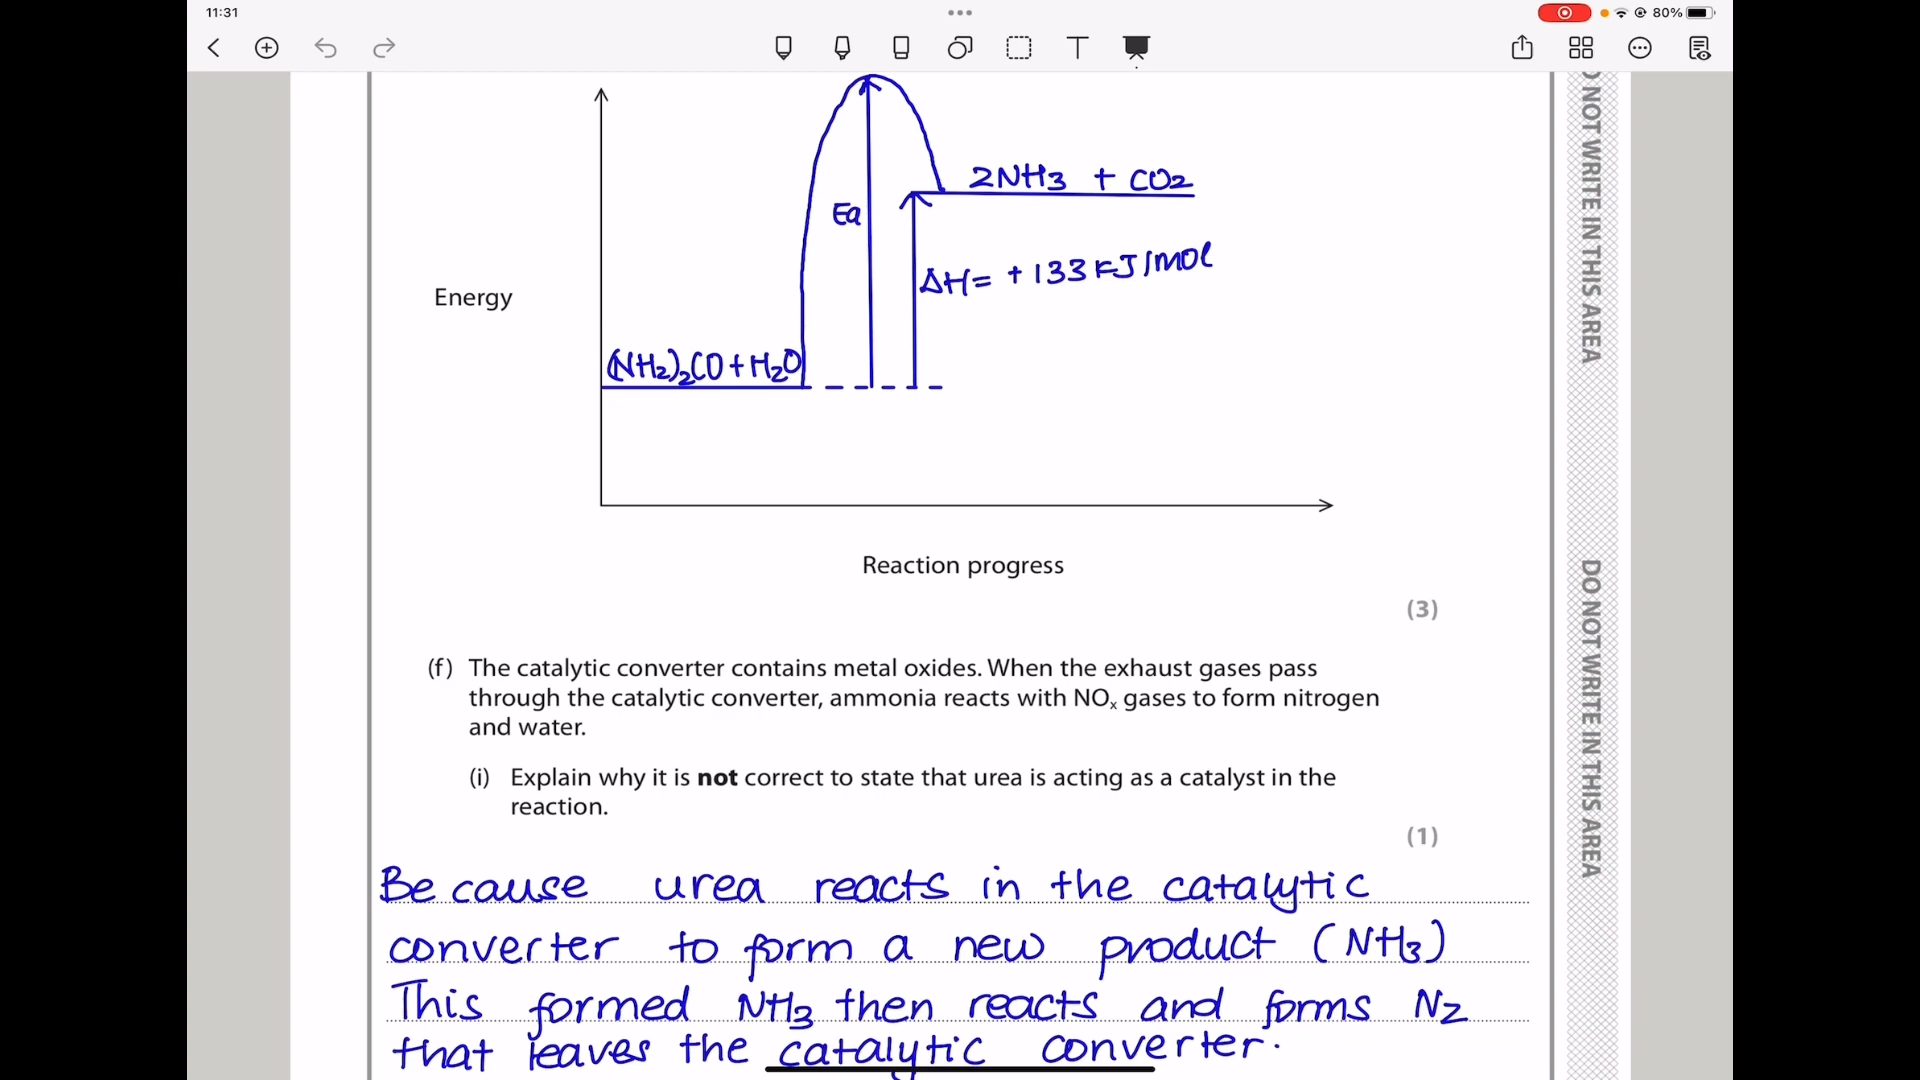 11:31
80%
2NH3 + CO2
Ea
ΔH = +133 KJ/mol
Energy
(NH2)2CO + H2O
Reaction progress
(3)
(f) The catalytic converter contains metal oxides. When the exhaust gases pass
through the catalytic converter, ammonia reacts with NOx gases to form nitrogen
and water.
(i) Explain why it is not correct to state that urea is acting as a catalyst in the
reaction.
(1)
Because urea reacts in the catalytic
converter to form a new product (NH3)
This formed NH3 then reacts and forms N2
that leaves the catalytic converter.
O NOT WRITE IN THIS AREA
DO NOT WRITE IN THIS AREA